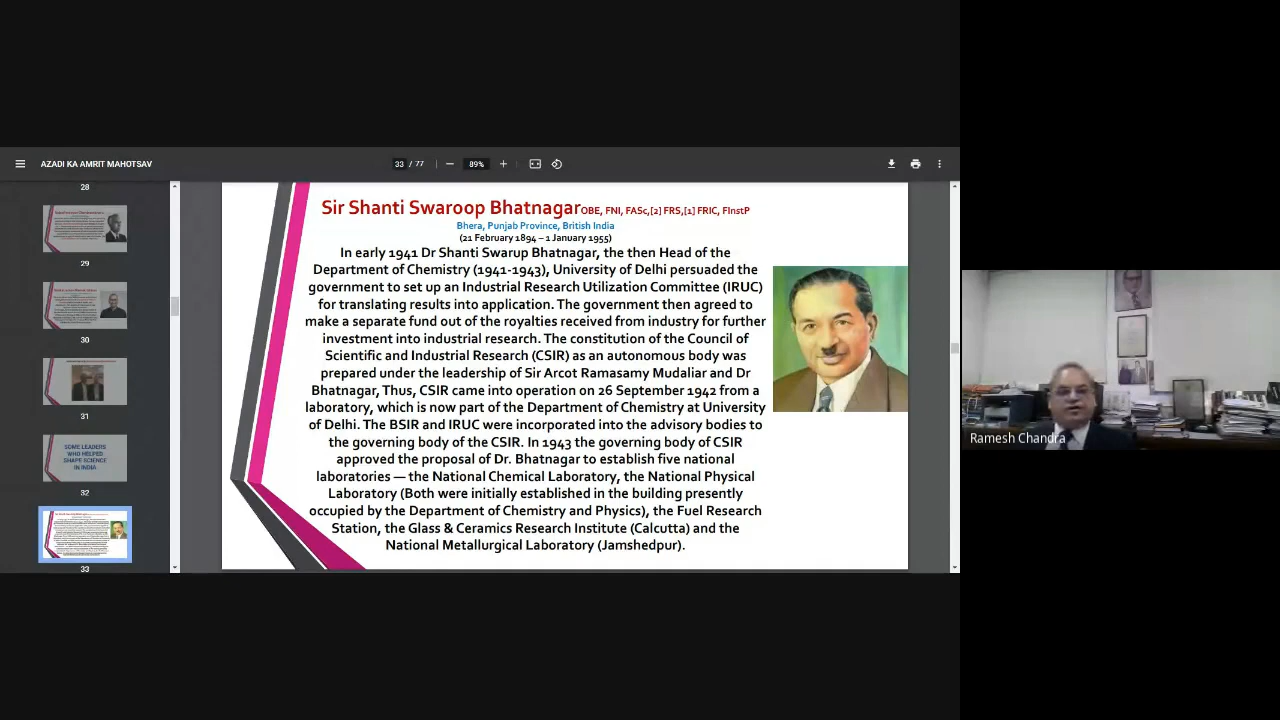 AZADI KA AMRIT MAHOTSAV
33 / 77
89%
28
29
30
31
SOME LEADERS
WHO HELPED
SHAPE SCIENCE
IN INDIA
32
33
Sir Shanti Swaroop Bhatnagar OBE, FNI, FASc,[2] FRS,[1] FRIC, FInstP
Bhera, Punjab Province, British India
(21 February 1894 – 1 January 1955)
In early 1941 Dr Shanti Swarup Bhatnagar, the then Head of the
Department of Chemistry (1941-1943), University of Delhi persuaded the
government to set up an Industrial Research Utilization Committee (IRUC)
for translating results into application. The government then agreed to
make a separate fund out of the royalties received from industry for further
investment into industrial research. The constitution of the Council of
Scientific and Industrial Research (CSIR) as an autonomous body was
prepared under the leadership of Sir Arcot Ramasamy Mudaliar and Dr
Bhatnagar, Thus, CSIR came into operation on 26 September 1942 from a
laboratory, which is now part of the Department of Chemistry at University
of Delhi. The BSIR and IRUC were incorporated into the advisory bodies to
the governing body of the CSIR. In 1943 the governing body of CSIR
approved the proposal of Dr. Bhatnagar to establish five national
laboratories — the National Chemical Laboratory, the National Physical
Laboratory (Both were initially established in the building presently
occupied by the Department of Chemistry and Physics), the Fuel Research
Station, the Glass & Ceramics Research Institute (Calcutta) and the
National Metallurgical Laboratory (Jamshedpur).
Ramesh Chandra